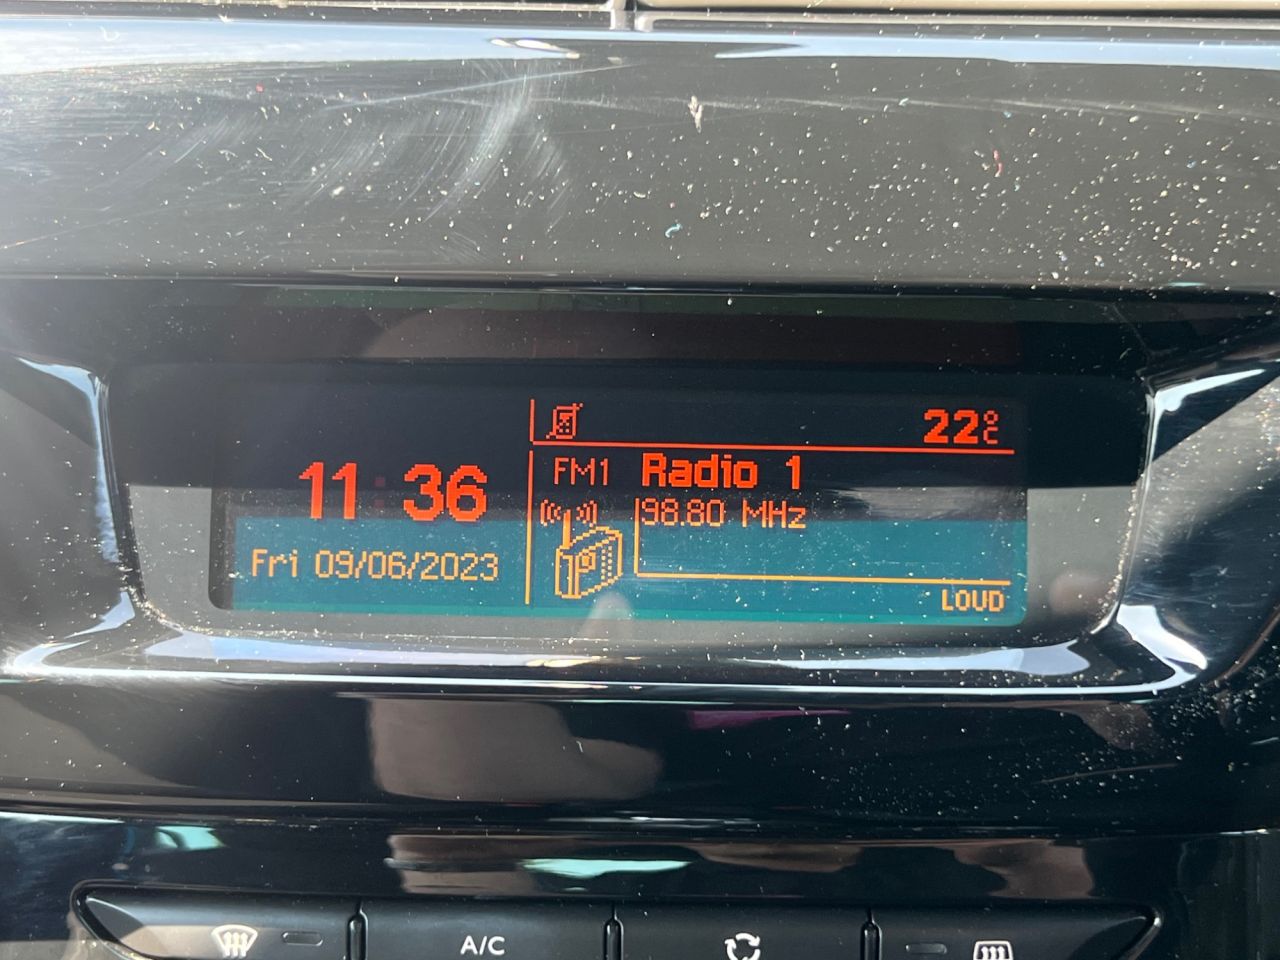 22°C
11:36
FM1 Radio 1
98.80 MHz
Fri 09/06/2023
LOUD
A/C